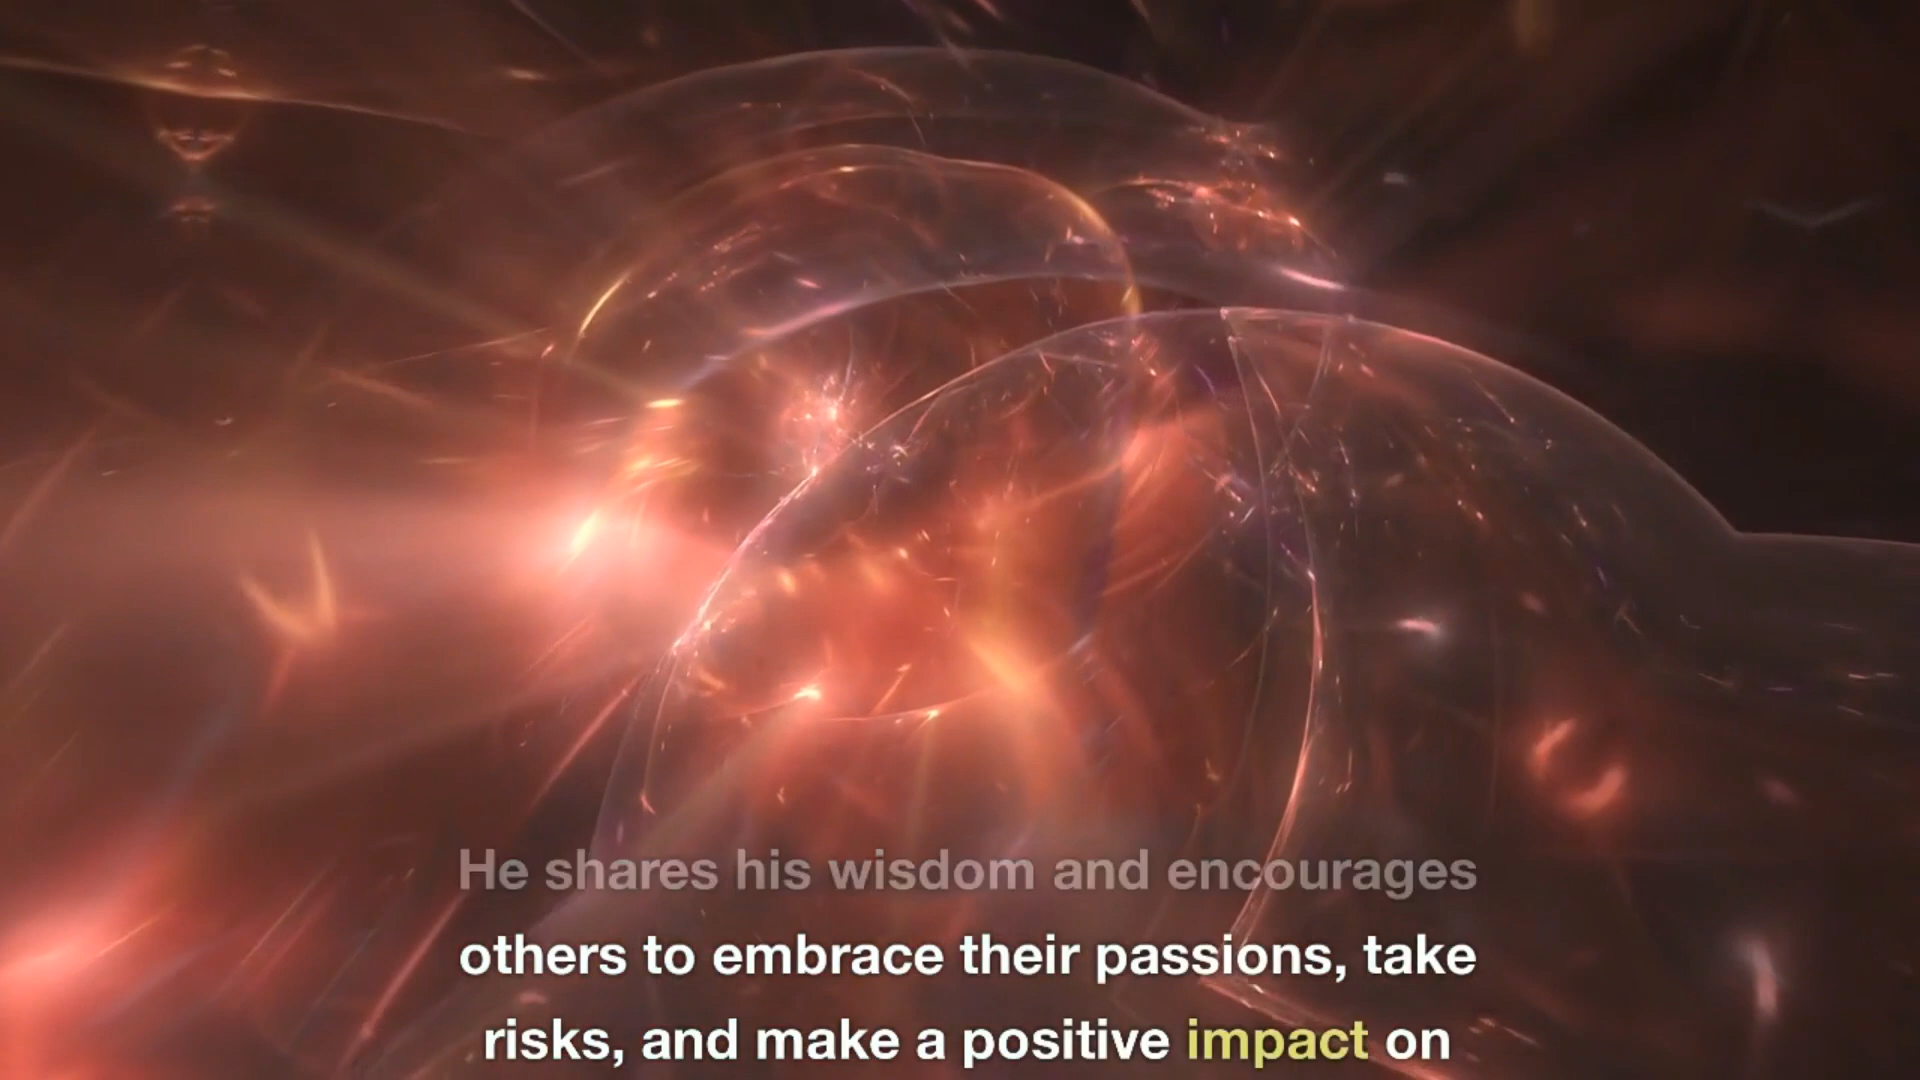 He shares his wisdom and encourages
others to embrace their passions, take
risks, and make a positive impact on